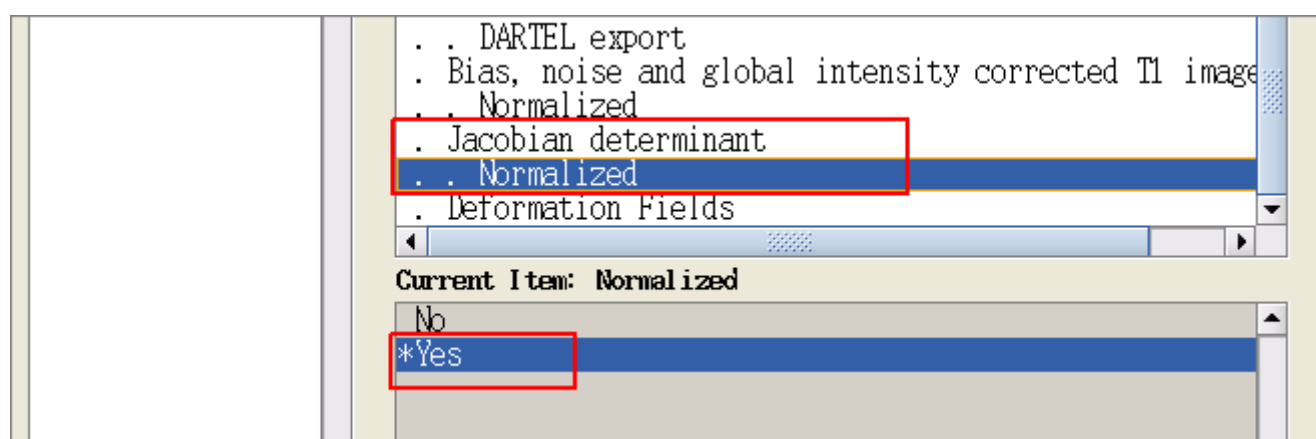 . . DARTEL export
. Bias, noise and global intensity corrected T1 image
. . Normalized
. Jacobian determinant
. . Normalized
. Deformation Fields
Current Item: Normalized
No
*Yes